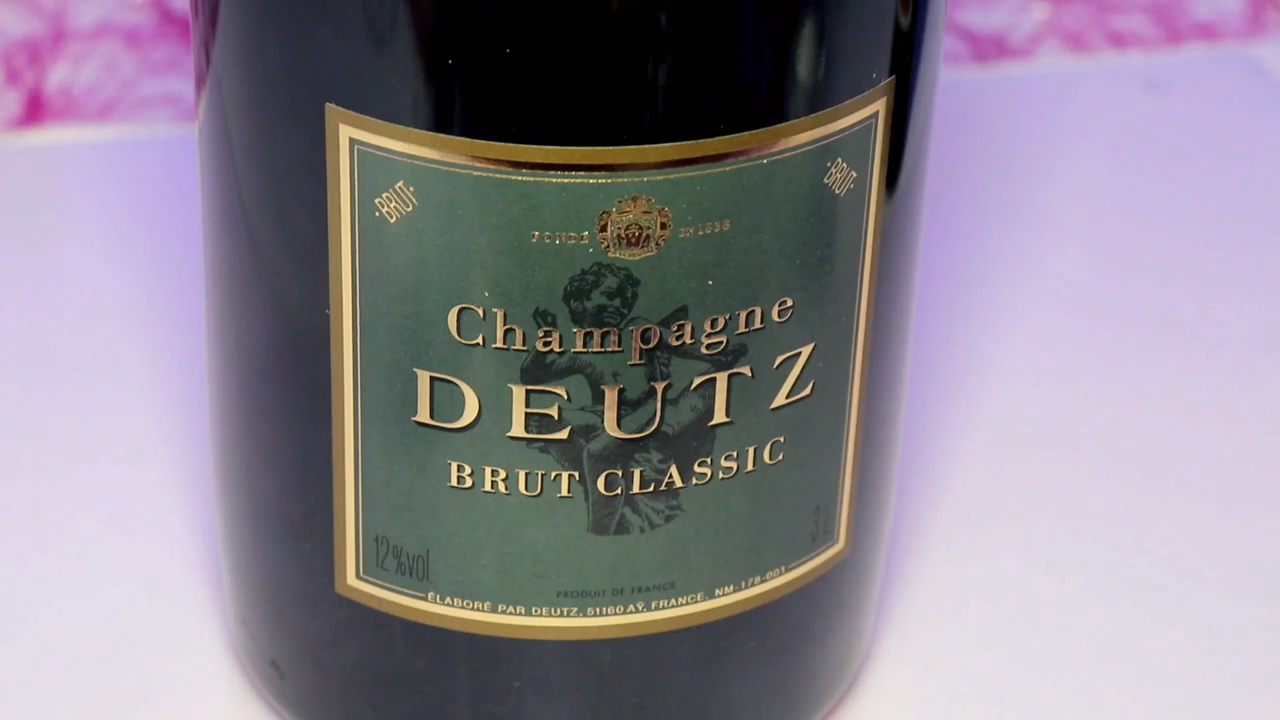 ·BRUT·
·BRUT·
FONDÉ EN 1838
Champagne
DEUTZ
BRUT CLASSIC
12%vol
3L
PRODUIT DE FRANCE
ÉLABORÉ PAR DEUTZ, 51160 AŸ, FRANCE. NM-178-001